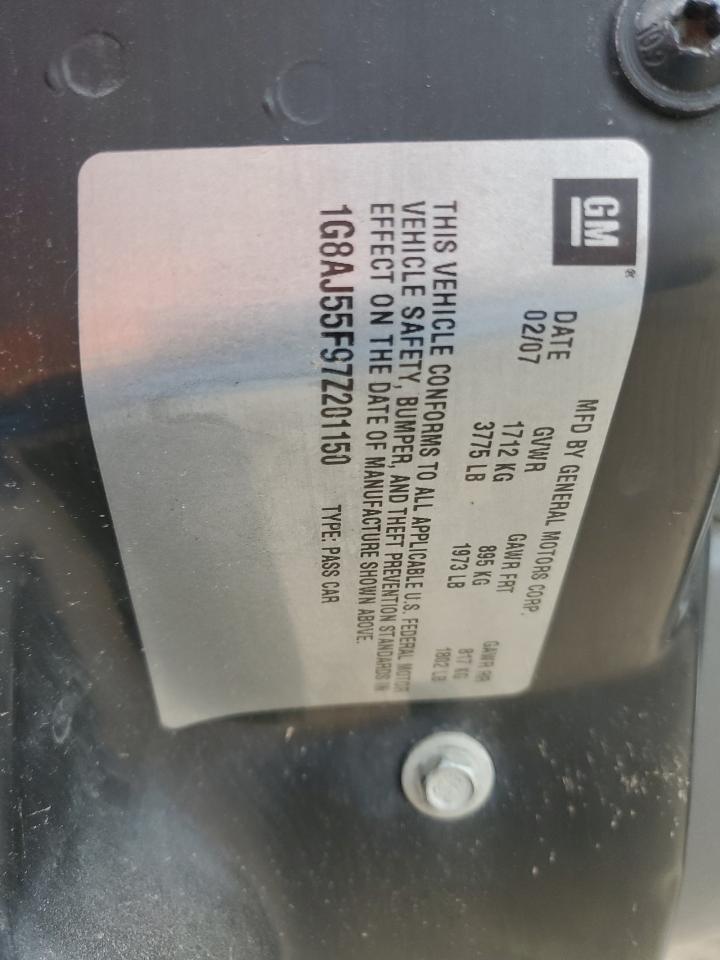 GM
®
MFD BY GENERAL MOTORS CORP.
DATE GVWR GAWR FRT GAWR RR
02/07 1712 KG 895 KG 817 KG
3775 LB 1973 LB 1802 LB
THIS VEHICLE CONFORMS TO ALL APPLICABLE U.S. FEDERAL MOTOR
VEHICLE SAFETY, BUMPER, AND THEFT PREVENTION STANDARDS IN
EFFECT ON THE DATE OF MANUFACTURE SHOWN ABOVE.
1G8AJ55F97Z201150 TYPE: PASS CAR